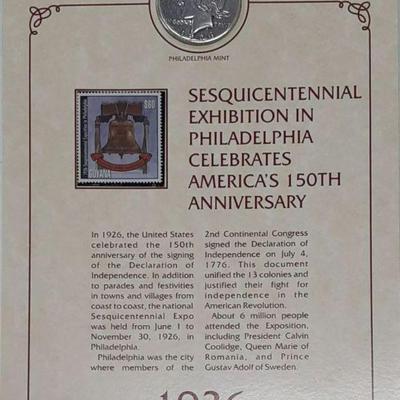 PHILADELPHIA MINT
$60
GUYANA
SESQUICENTENNIAL
EXHIBITION IN
PHILADELPHIA
CELEBRATES
AMERICA'S 150TH
ANNIVERSARY
In 1926, the United States
celebrated the 150th
anniversary of the signing
of the Declaration of
Independence. In addition
to parades and festivities
in towns and villages from
coast to coast, the national
Sesquicentennial Expo
was held from June 1 to
November 30, 1926, in
Philadelphia.
Philadelphia was the city
where members of the
2nd Continental Congress
signed the Declaration of
Independence on July 4,
1776. This document
unified the 13 colonies and
justified their fight for
independence in the
American Revolution.
About 6 million people
attended the Exposition,
including President Calvin
Coolidge, Queen Marie of
Romania, and Prince
Gustav Adolf of Sweden.
1926